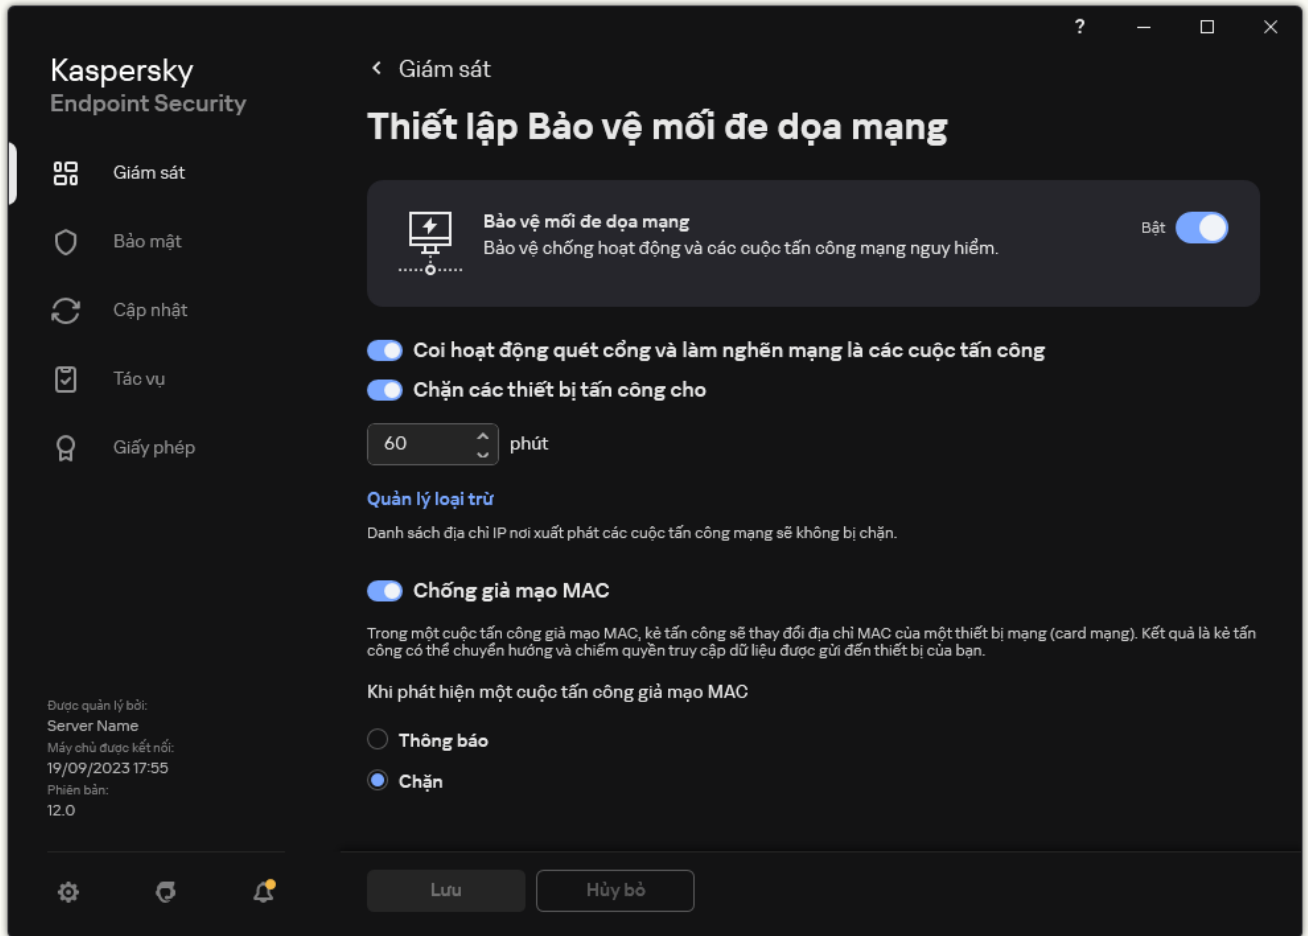 ?
Kaspersky
Endpoint Security
Giám sát
Bảo mật
Cập nhật
Tác vụ
Giấy phép
Được quản lý bởi:
Server Name
Máy chủ được kết nối:
19/09/2023 17:55
Phiên bản:
12.0
Giám sát
Thiết lập Bảo vệ mối đe dọa mạng
Bảo vệ mối đe dọa mạng
Bảo vệ chống hoạt động và các cuộc tấn công mạng nguy hiểm.
Bật
Coi hoạt động quét cổng và làm nghẽn mạng là các cuộc tấn công
Chặn các thiết bị tấn công cho
60 phút
Quản lý loại trừ
Danh sách địa chỉ IP nơi xuất phát các cuộc tấn công mạng sẽ không bị chặn.
Chống giả mạo MAC
Trong một cuộc tấn công giả mạo MAC, kẻ tấn công sẽ thay đổi địa chỉ MAC của một thiết bị mạng (card mạng). Kết quả là kẻ tấn
công có thể chuyển hướng và chiếm quyền truy cập dữ liệu được gửi đến thiết bị của bạn.
Khi phát hiện một cuộc tấn công giả mạo MAC
Thông báo
Chặn
Lưu
Hủy bỏ